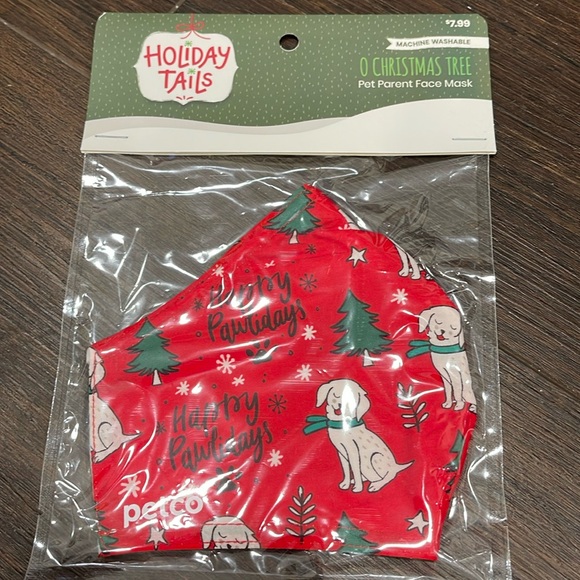 $7.99
HOLIDAY
TAILS
MACHINE WASHABLE
O CHRISTMAS TREE
Pet Parent Face Mask
Happy
Pawlidays
Happy
Pawlidays
petco